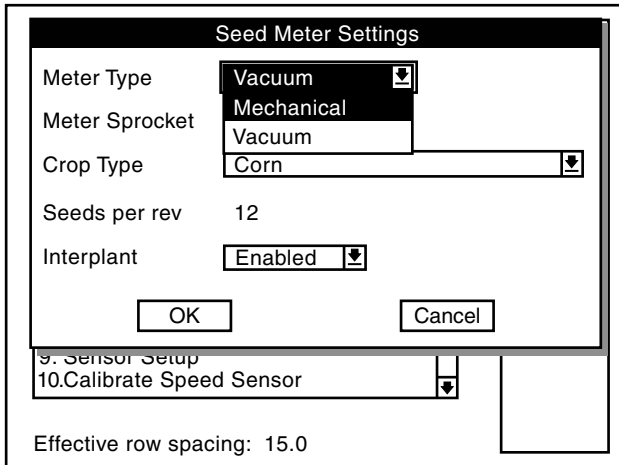 Seed Meter Settings
Meter Type Vacuum
Mechanical
Meter Sprocket
Vacuum
Crop Type Corn
Seeds per rev 12
Interplant Enabled
OK Cancel
9. Sensor Setup
10.Calibrate Speed Sensor
Effective row spacing: 15.0